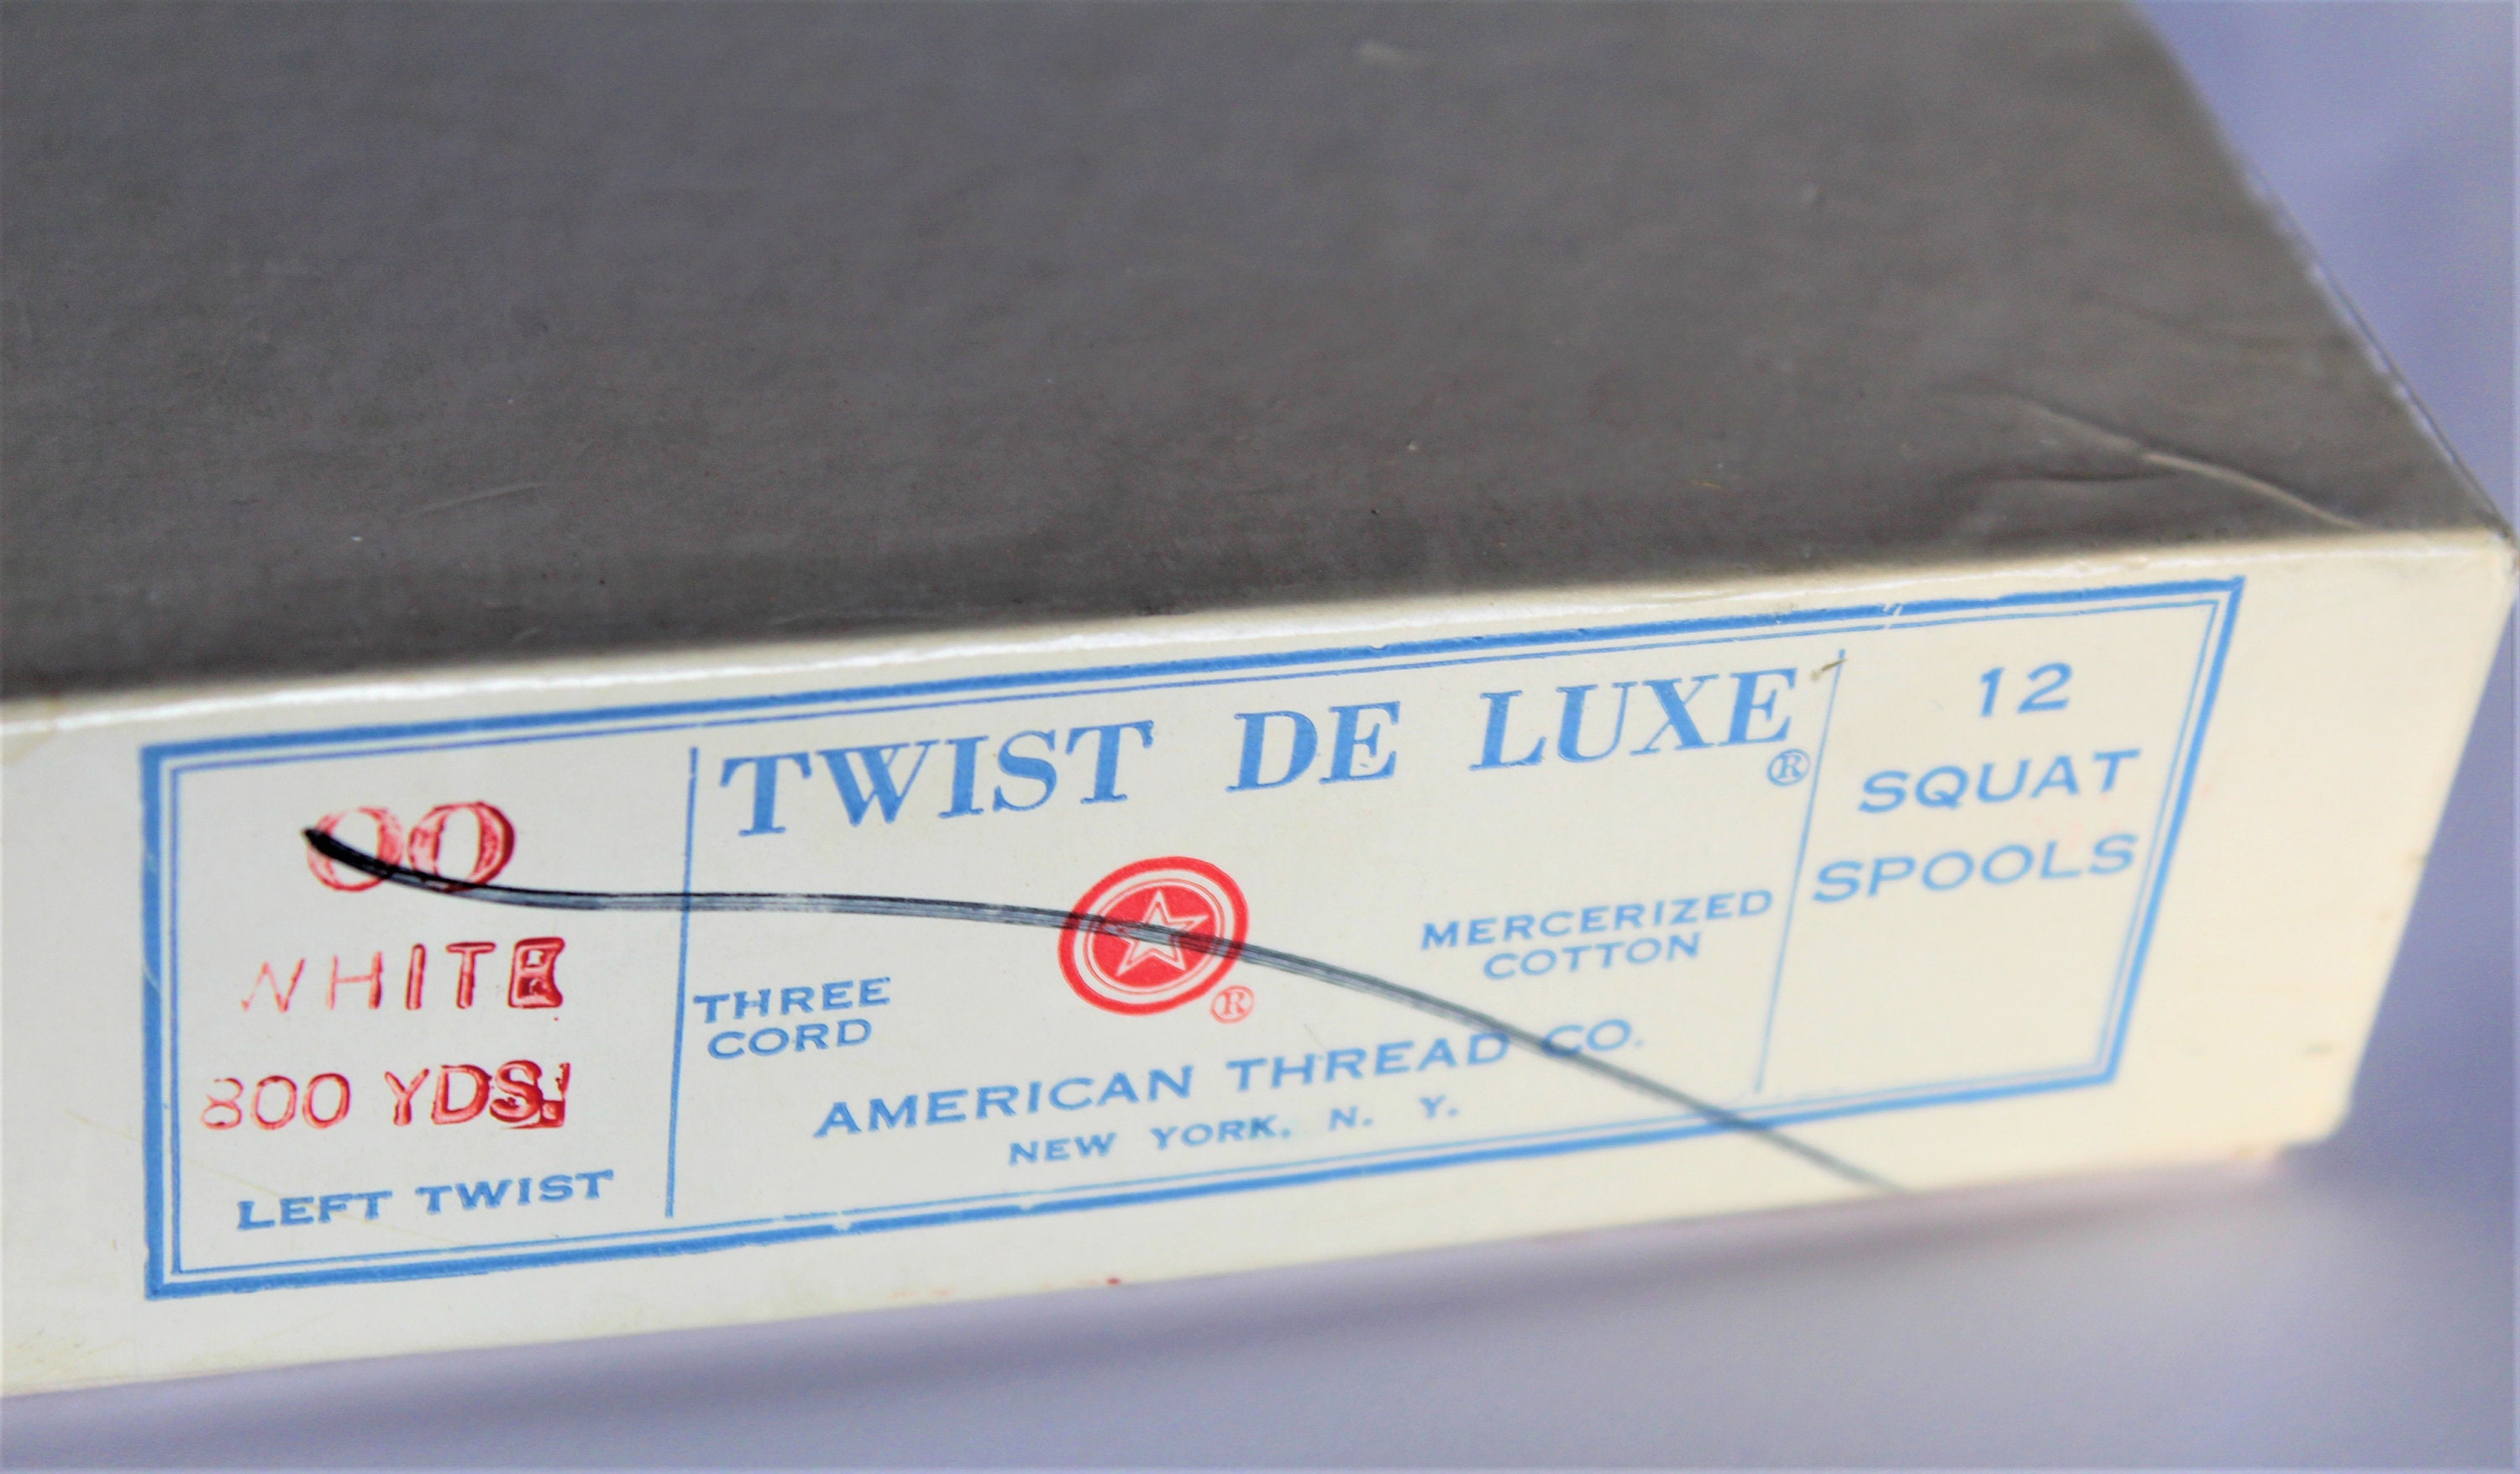 OO
WHITE
800 YDS.
LEFT TWIST
TWIST DE LUXE®
THREE
CORD
®
MERCERIZED
COTTON
AMERICAN THREAD CO.
NEW YORK, N. Y.
12
SQUAT
SPOOLS